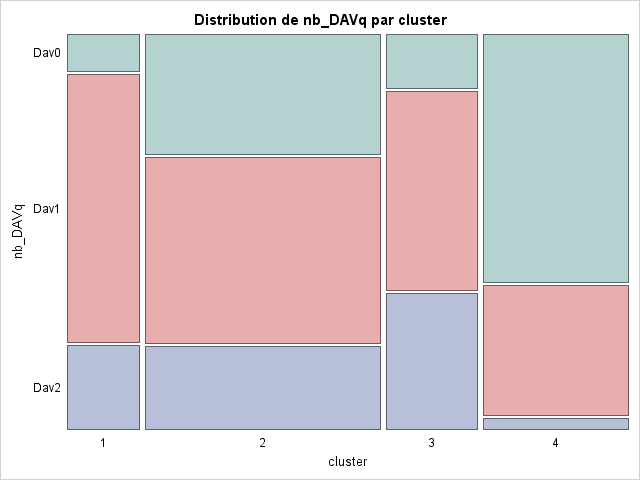 Distribution de nb_DAVq par cluster
Dav0
Dav1
Dav2
nb_DAVq
1 2 3 4
cluster